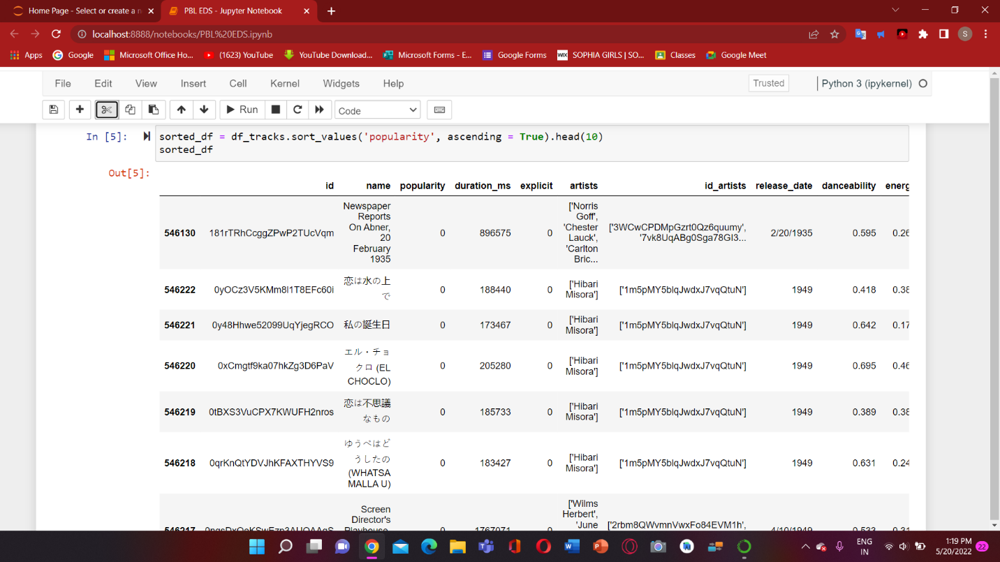 Home Page - Select or create a n
PBL EDS - Jupyter Notebook
localhost:8888/notebooks/PBL%20EDS.ipynb
S
Apps
Google
Microsoft Office Ho...
(1623) YouTube
YouTube Download...
Microsoft Forms - E...
Google Forms
WIX
SOPHIA GIRLS | SO...
Classes
Google Meet
File Edit View Insert Cell Kernel Widgets Help
Trusted
Python 3 (ipykernel)
Run
Code
In [5]:
sorted_df = df_tracks.sort_values('popularity', ascending = True).head(10)
sorted_df
Out[5]:
id name popularity duration_ms explicit artists id_artists release_date danceability energ
546130 181rTRhCcggZPwP2TUcVqm
Newspaper
Reports
On Abner,
20
February
1935
0 896575 0
['Norris
Goff',
'Chester
Lauck',
'Carlton
Bric...
['3WCwCPDMpGzrt0Qz6quumy',
'7vk8UqABg0Sga78GI3...
2/20/1935 0.595 0.26
546222 0yOCz3V5KMm8l1T8EFc60i
恋は水の上
で
0 188440 0
['Hibari
Misora']
['1m5pMY5blqJwdxJ7vqQtuN'] 1949 0.418 0.38
546221 0y48Hhwe52099UqYjegRCO
私の誕生日
0 173467 0
['Hibari
Misora']
['1m5pMY5blqJwdxJ7vqQtuN'] 1949 0.642 0.17
546220 0xCmgtf9ka07hkZg3D6PaV
エル・チョ
クロ (EL
CHOCLO)
0 205280 0
['Hibari
Misora']
['1m5pMY5blqJwdxJ7vqQtuN'] 1949 0.695 0.46
546219 0tBXS3VuCPX7KWUFH2nros
恋は不思議
なもの
0 185733 0
['Hibari
Misora']
['1m5pMY5blqJwdxJ7vqQtuN'] 1949 0.389 0.38
546218 0qrKnQtYDVJhKFAXTHYVS9
ゆうべはど
うしたの
(WHATSA
MALLA U)
0 183427 0
['Hibari
Misora']
['1m5pMY5blqJwdxJ7vqQtuN'] 1949 0.631 0.24
546217
Screen
Director's
Playhouse
0 1767071 0
['Wilms
Herbert',
'June
['2rbm8QWvmnVwxFo84EVM1h',
4/10/1949 0.533
ENG
IN
1:19 PM
5/20/2022
22